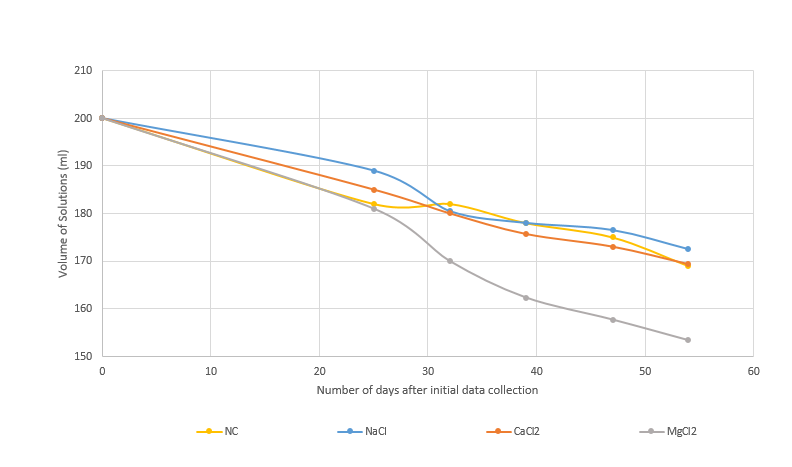 210
200
190
180
170
160
150
Volume of Solutions (ml)
0 10 20 30 40 50 60
Number of days after initial data collection
NC NaCl CaCl2 MgCl2